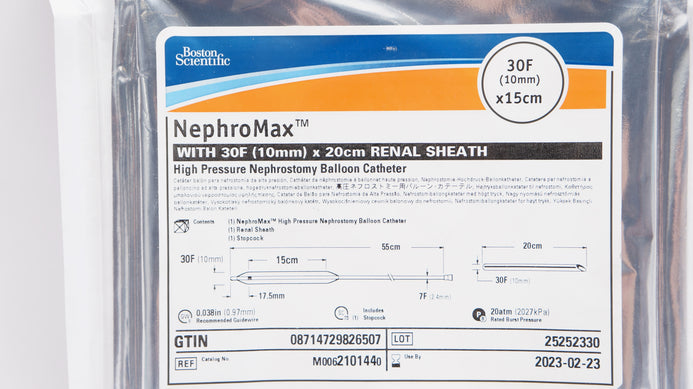 Boston
Scientific
30F
(10mm)
x15cm
NephroMax™
WITH 30F (10mm) x 20cm RENAL SHEATH
High Pressure Nephrostomy Balloon Catheter
Contents
(1) NephroMax™ High Pressure Nephrostomy Balloon Catheter
(1) Renal Sheath
(1) Stopcock
55cm
20cm
30F (10mm)
15cm
17.5mm
7F (2.4mm)
30F (10mm)
0.038in (0.97mm)
Recommended Guidewire
Includes
(1) Stopcock
20atm (2027kPa)
Rated Burst Pressure
GTIN 08714729826507 LOT 25252330
REF Catalog No. M0062101440 Use By 2023-02-23